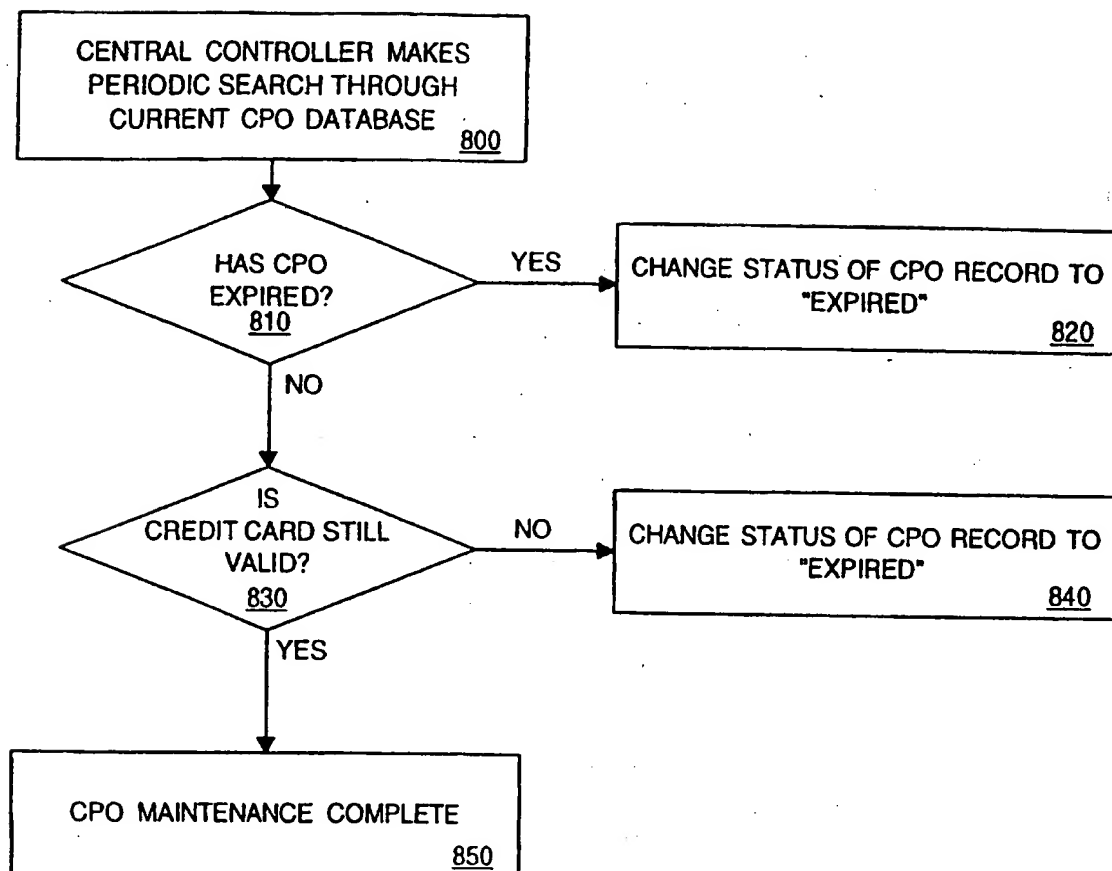 CENTRAL CONTROLLER MAKES
PERIODIC SEARCH THROUGH
CURRENT CPO DATABASE
800
HAS CPO
EXPIRED?
810
YES
CHANGE STATUS OF CPO RECORD TO
"EXPIRED"
820
NO
IS
CREDIT CARD STILL
VALID?
830
NO
CHANGE STATUS OF CPO RECORD TO
"EXPIRED"
840
YES
CPO MAINTENANCE COMPLETE
850